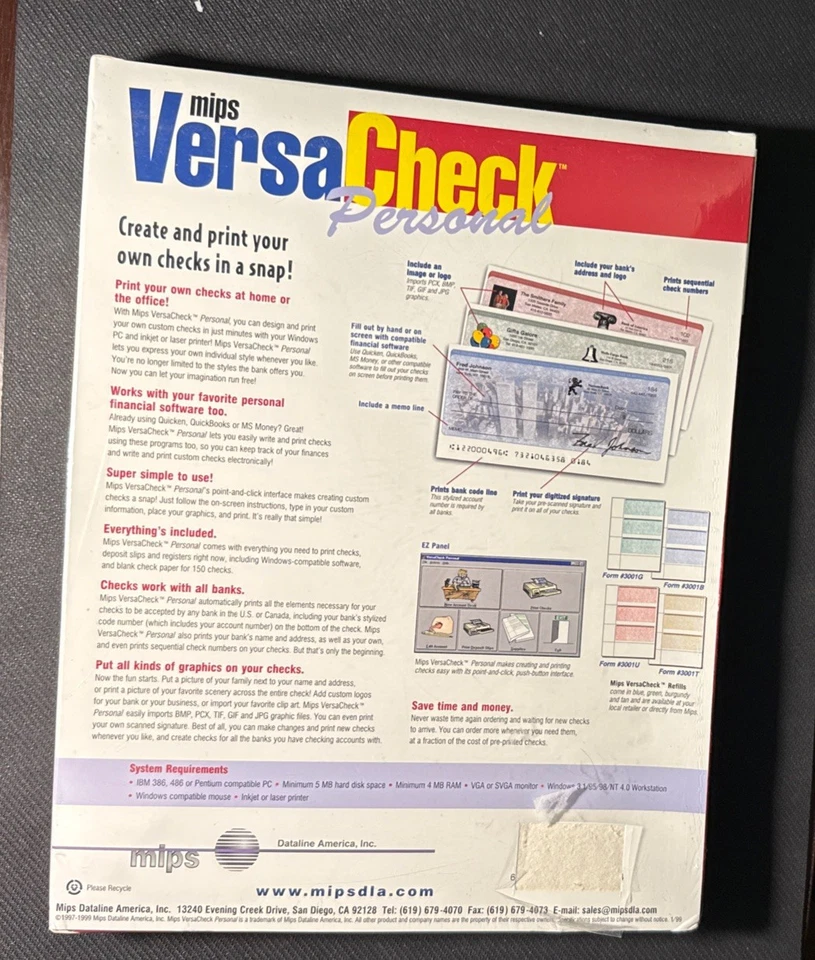 mips
VersaCheck™
Personal
Create and print your
own checks in a snap!
Print your own checks at home or
the office!
With Mips VersaCheck™ Personal, you can design and print
your own custom checks in just minutes with your Windows
PC and inkjet or laser printer! Mips VersaCheck™ Personal
lets you express your own individual style whenever you like.
You're no longer limited to the styles the bank offers you.
Now you can let your imagination run free!
Works with your favorite personal
financial software too.
Already using Quicken, QuickBooks or MS Money? Great!
Mips VersaCheck™ Personal lets you easily write and print checks
using these programs too, so you can keep track of your finances
and write and print custom checks electronically!
Super simple to use!
Mips VersaCheck™ Personal's point-and-click interface makes creating custom
checks a snap! Just follow the on-screen instructions, type in your custom
information, place your graphics, and print. It's really that simple!
Everything's included.
Mips VersaCheck™ Personal comes with everything you need to print checks,
deposit slips and registers right now, including Windows-compatible software,
and blank check paper for 150 checks.
Checks work with all banks.
Mips VersaCheck™ Personal automatically prints all the elements necessary for your
checks to be accepted by any bank in the U.S. or Canada, including your bank's stylized
code number (which includes your account number) on the bottom of the check. Mips
VersaCheck™ Personal also prints your bank's name and address, as well as your own,
and even prints sequential check numbers on your checks. But that's only the beginning.
Put all kinds of graphics on your checks.
Now the fun starts. Put a picture of your family next to your name and address,
or print a picture of your favorite scenery across the entire check! Add custom logos
for your bank or your business, or import your favorite clip art. Mips VersaCheck™
Personal easily imports BMP, PCX, TIF, GIF and JPG graphic files. You can even print
your own scanned signature. Best of all, you can make changes and print new checks
whenever you like, and create checks for all the banks you have checking accounts with.
Include an
image or logo
Imports PCX, BMP,
TIF, GIF and JPG
graphics.
Include your bank's
address and logo
Prints sequential
check numbers
Fill out by hand or on
screen with compatible
financial software
Use Quicken, QuickBooks,
MS Money, or other compatible
software to fill out your checks
on screen before printing them.
Include a memo line
The Smothers Family
Gifts Galore
Fred Johnson
184
DOLLARS
Prints bank code line
This stylized account
number is required by
all banks.
Print your digitized signature
Take your pre-scanned signature and
print it on all of your checks.
EZ Panel
Form #3001G
Form #3001B
Form #3001U
Form #3001T
Mips VersaCheck™ Personal makes creating and printing
checks easy with its point-and-click, push-button interface.
Mips VersaCheck™ Refills
come in blue, green, burgundy
and tan and are available at your
local retailer or directly from Mips.
Save time and money.
Never waste time again ordering and waiting for new checks
to arrive. You can order more whenever you need them,
at a fraction of the cost of pre-printed checks.
System Requirements
• IBM 386, 486 or Pentium compatible PC • Minimum 5 MB hard disk space • Minimum 4 MB RAM • VGA or SVGA monitor • Windows 3.1/95/98/NT 4.0 Workstation
• Windows compatible mouse • Inkjet or laser printer
mips
Dataline America, Inc.
6
Please Recycle
www.mipsdla.com
Mips Dataline America, Inc. 13240 Evening Creek Drive, San Diego, CA 92128 Tel: (619) 679-4070 Fax: (619) 679-4073 E-mail: sales@mipsdla.com
©1997-1999 Mips Dataline America, Inc. Mips VersaCheck Personal is a trademark of Mips Dataline America, Inc. All other product and company names are the property of their respective owners. Specifications subject to change without notice. 1/99